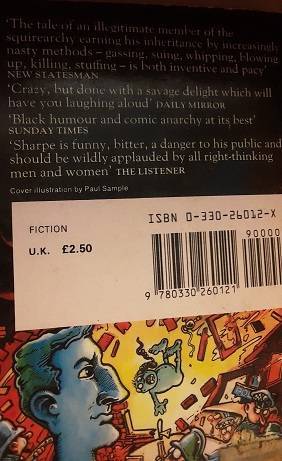 'The tale of an illegitimate member of the
squirearchy earning his inheritance by increasingly
nasty methods – gassing, suing, whipping, blowing
up, killing, stuffing – is both inventive and pacy'
NEW STATESMAN
'Crazy, but done with a savage delight which will
have you laughing aloud' DAILY MIRROR
'Black humour and comic anarchy at its best'
SUNDAY TIMES
'Sharpe is funny, bitter, a danger to his public and
should be wildly applauded by all right-thinking
men and women' THE LISTENER
Cover illustration by Paul Sample
FICTION
U.K. £2.50
ISBN 0-330-26012-X
90000
9 780330 260121